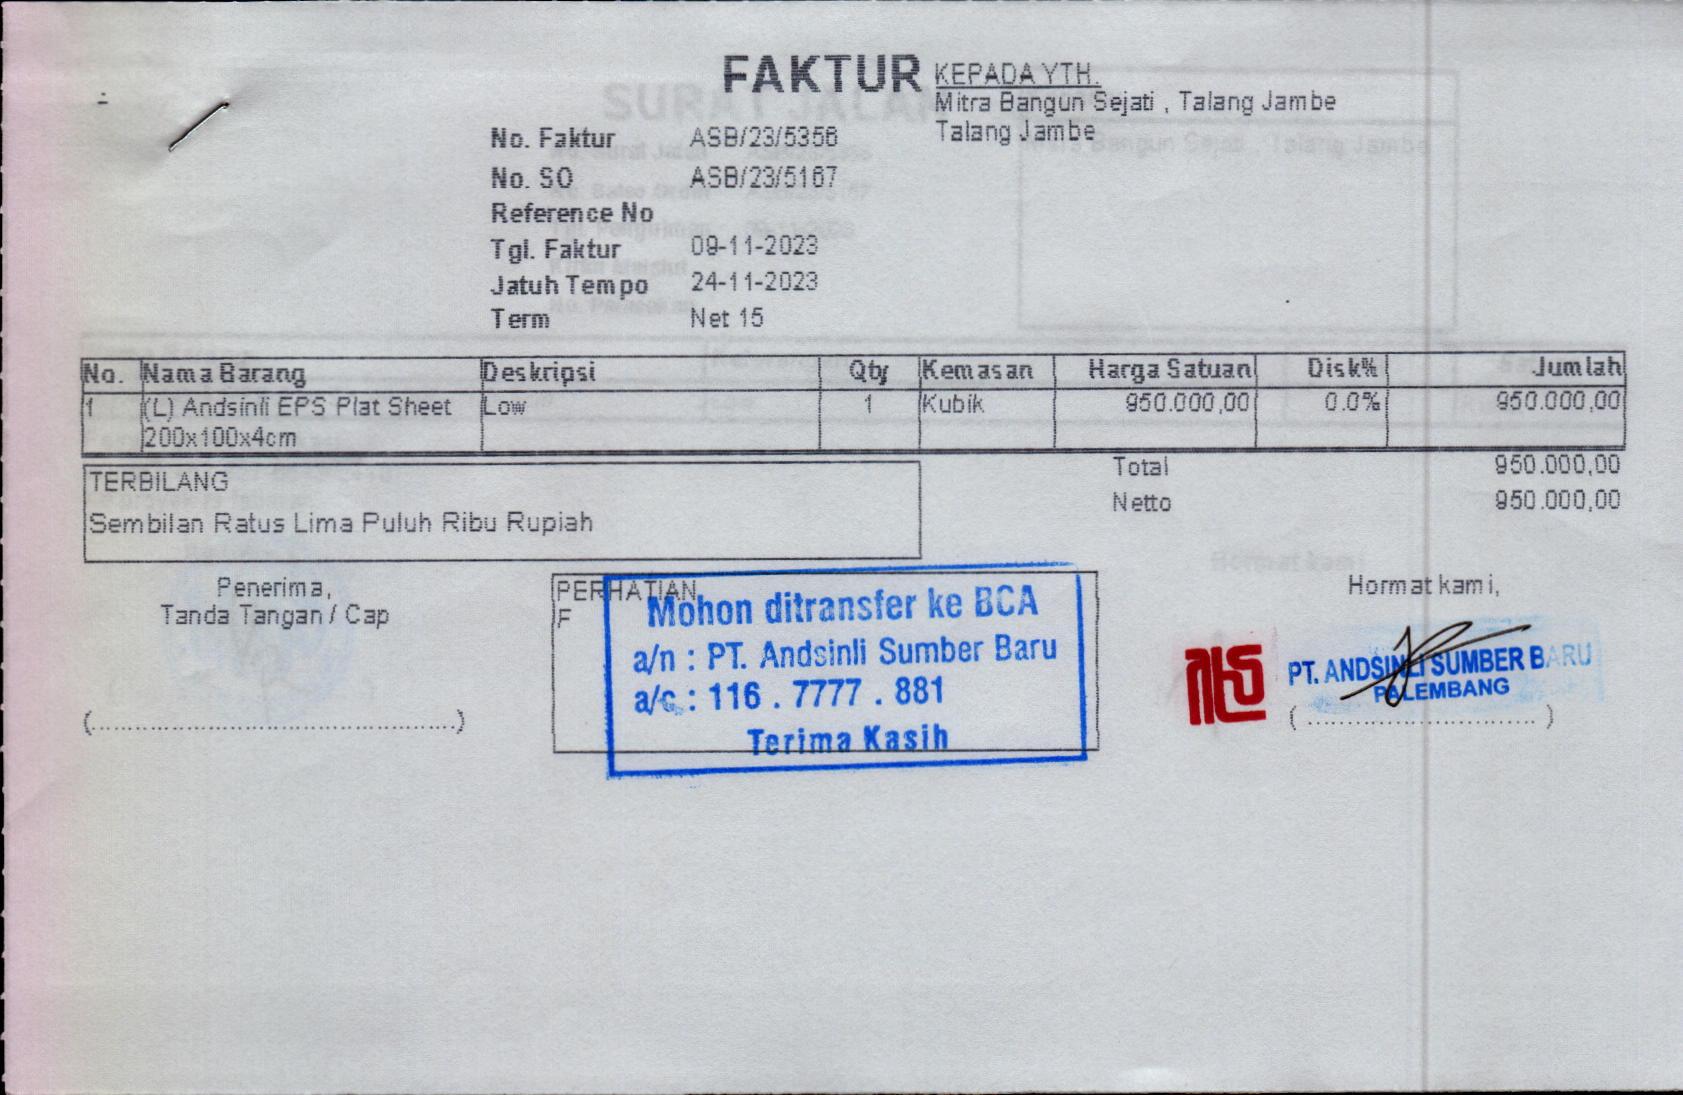 FAKTUR
KEPADA YTH.
Mitra Bangun Sejati , Talang Jambe
Talang Jambe
No. Faktur ASB/23/5356
No. SO ASB/23/5167
Reference No
Tgl. Faktur 09-11-2023
Jatuh Tempo 24-11-2023
Term Net 15
No. Nama Barang Deskripsi Qty Kemasan Harga Satuan Disk% Jumlah
1 (L) Andsinli EPS Plat Sheet Low 1 Kubik 950.000,00 0.0% 950.000,00
200x100x4cm
Total 950.000,00
Netto 950.000,00
TERBILANG
Sembilan Ratus Lima Puluh Ribu Rupiah
Penerima,
Tanda Tangan / Cap
(..............................................)
PERHATIAN
F
Mohon ditransfer ke BCA
a/n : PT. Andsinli Sumber Baru
a/c : 116 . 7777 . 881
Terima Kasih
Hormat kami,
PT. ANDSINLI SUMBER BARU
PALEMBANG
( ............................. )